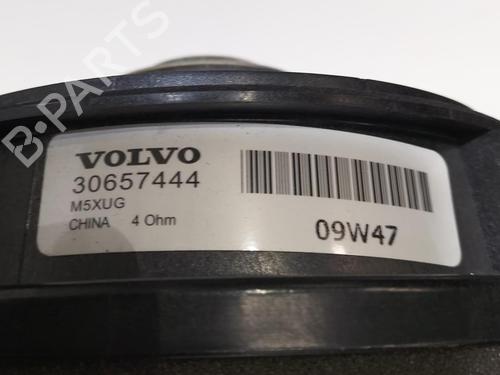 B-PARTS
VOLVO
30657444
M5XUG
CHINA 4 Ohm
09W47